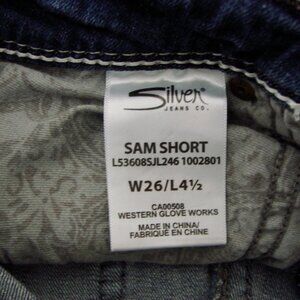 Silver
JEANS CO.
SAM SHORT
L53608SJL246 1002801
W26/L4½
CA00508
WESTERN GLOVE WORKS
MADE IN CHINA/
FABRIQUÉ EN CHINE